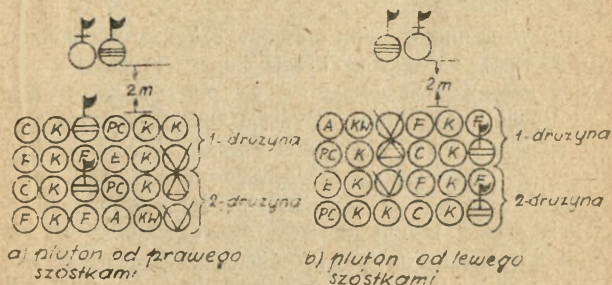 2m
2m
C K PC K K
F K F F K
C K PC K
F K F A KW
1-drużyna
2-drużyna
A KW F K F
PC K C K
F K F K F
PC K K C K
1-drużyna
2-drużyna
a) pluton od prawego
szóstkami
b) pluton od lewego
szóstkami